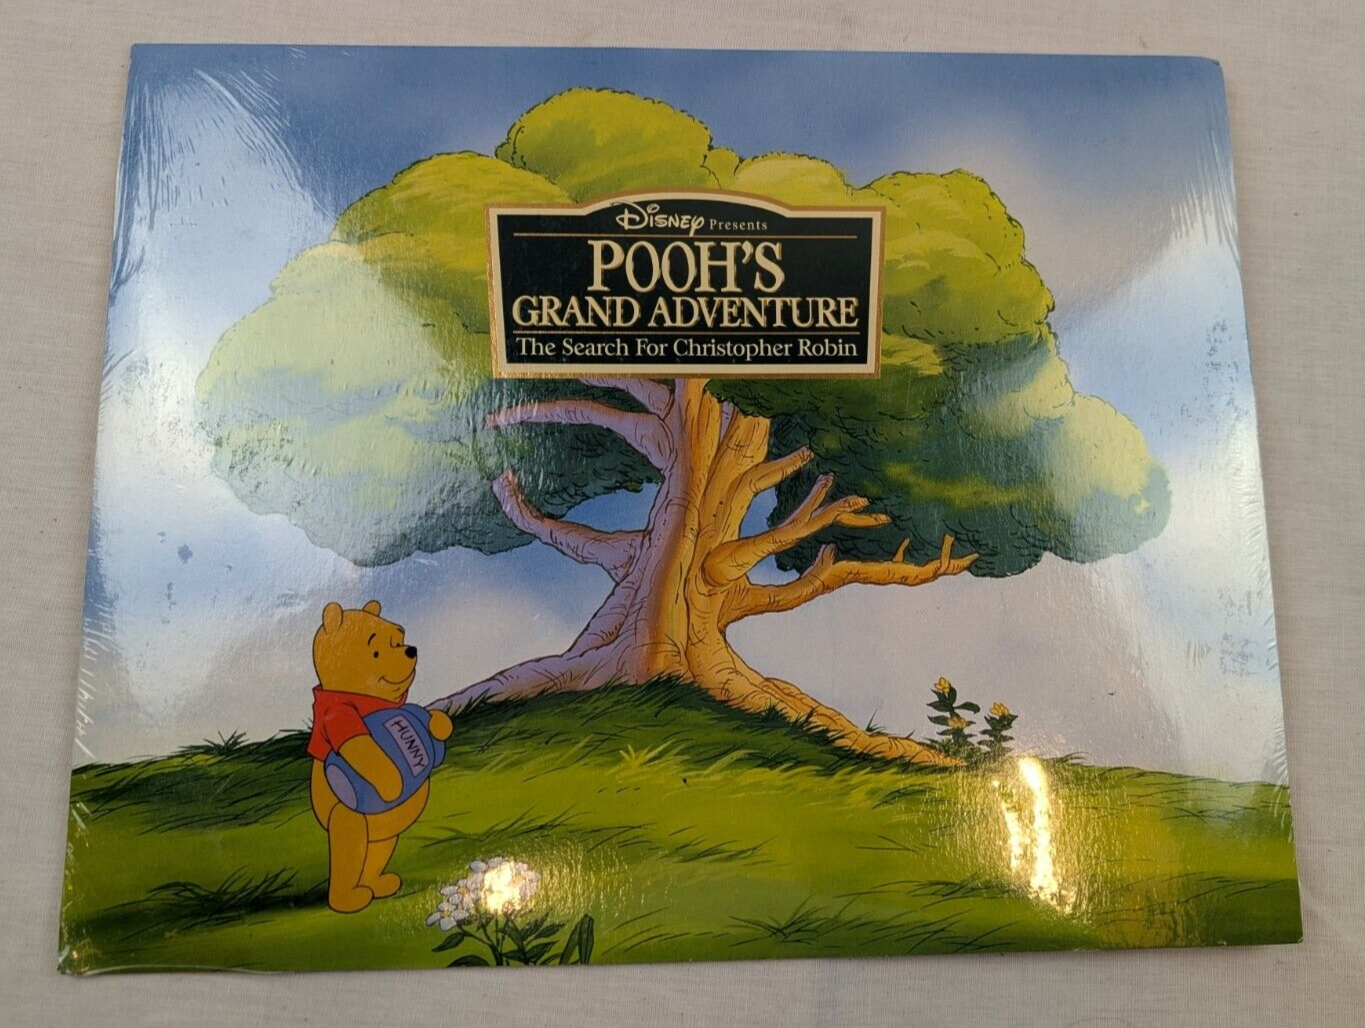 Disney Presents
POOH'S
GRAND ADVENTURE
The Search For Christopher Robin
HUNNY